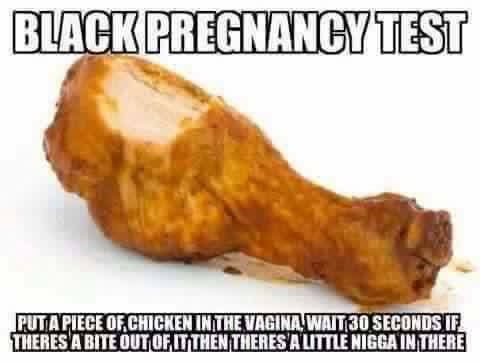 BLACK PREGNANCY TEST
PUT A PIECE OF CHICKEN IN THE VAGINA, WAIT 30 SECONDS IF
THERES A BITE OUT OF IT THEN THERES A LITTLE NIGGA IN THERE